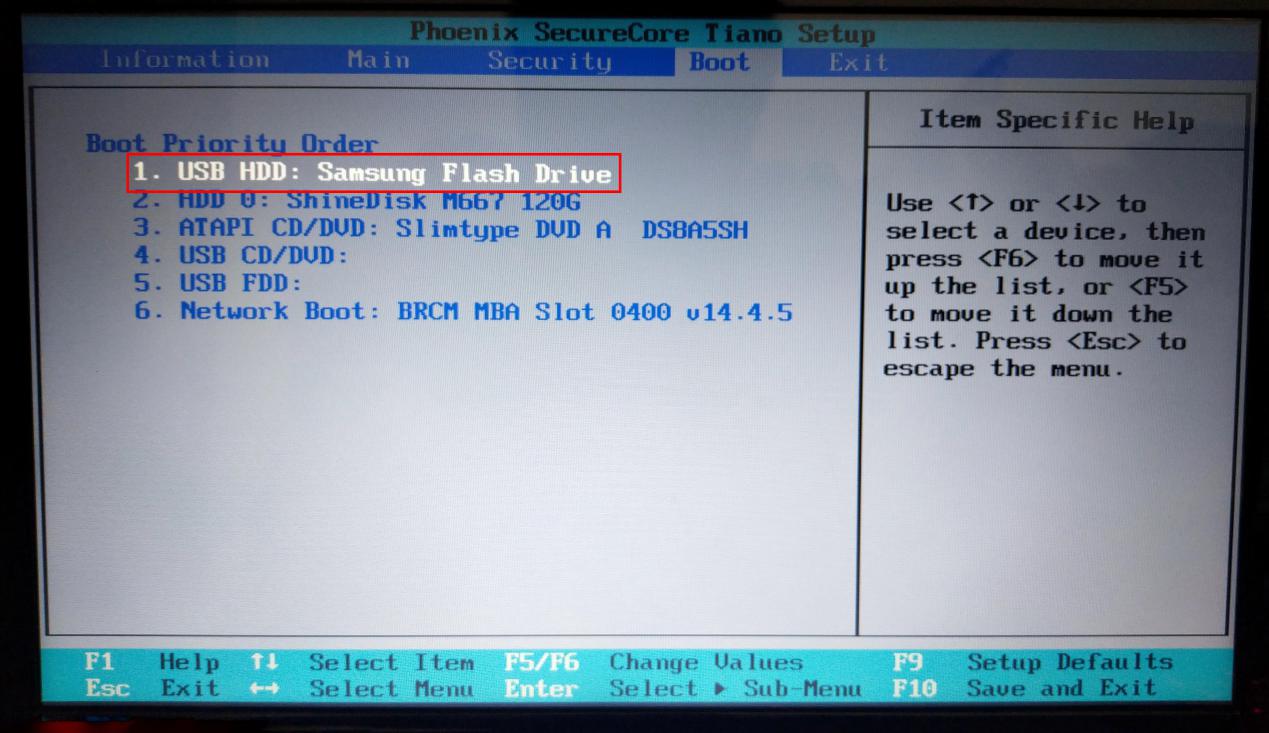 Phoenix SecureCore Tiano Setup
Information Main Security Boot Exit
Boot Priority Order
1. USB HDD: Samsung Flash Drive
2. HDD 0: ShineDisk M667 120G
3. ATAPI CD/DVD: Slimtype DVD A DS8A5SH
4. USB CD/DVD:
5. USB FDD:
6. Network Boot: BRCM MBA Slot 0400 v14.4.5
Item Specific Help
Use <↑> or <↓> to
select a device, then
press <F6> to move it
up the list, or <F5>
to move it down the
list. Press <Esc> to
escape the menu.
F1 Help ↑↓ Select Item F5/F6 Change Values F9 Setup Defaults
Esc Exit ←→ Select Menu Enter Select ▶ Sub-Menu F10 Save and Exit